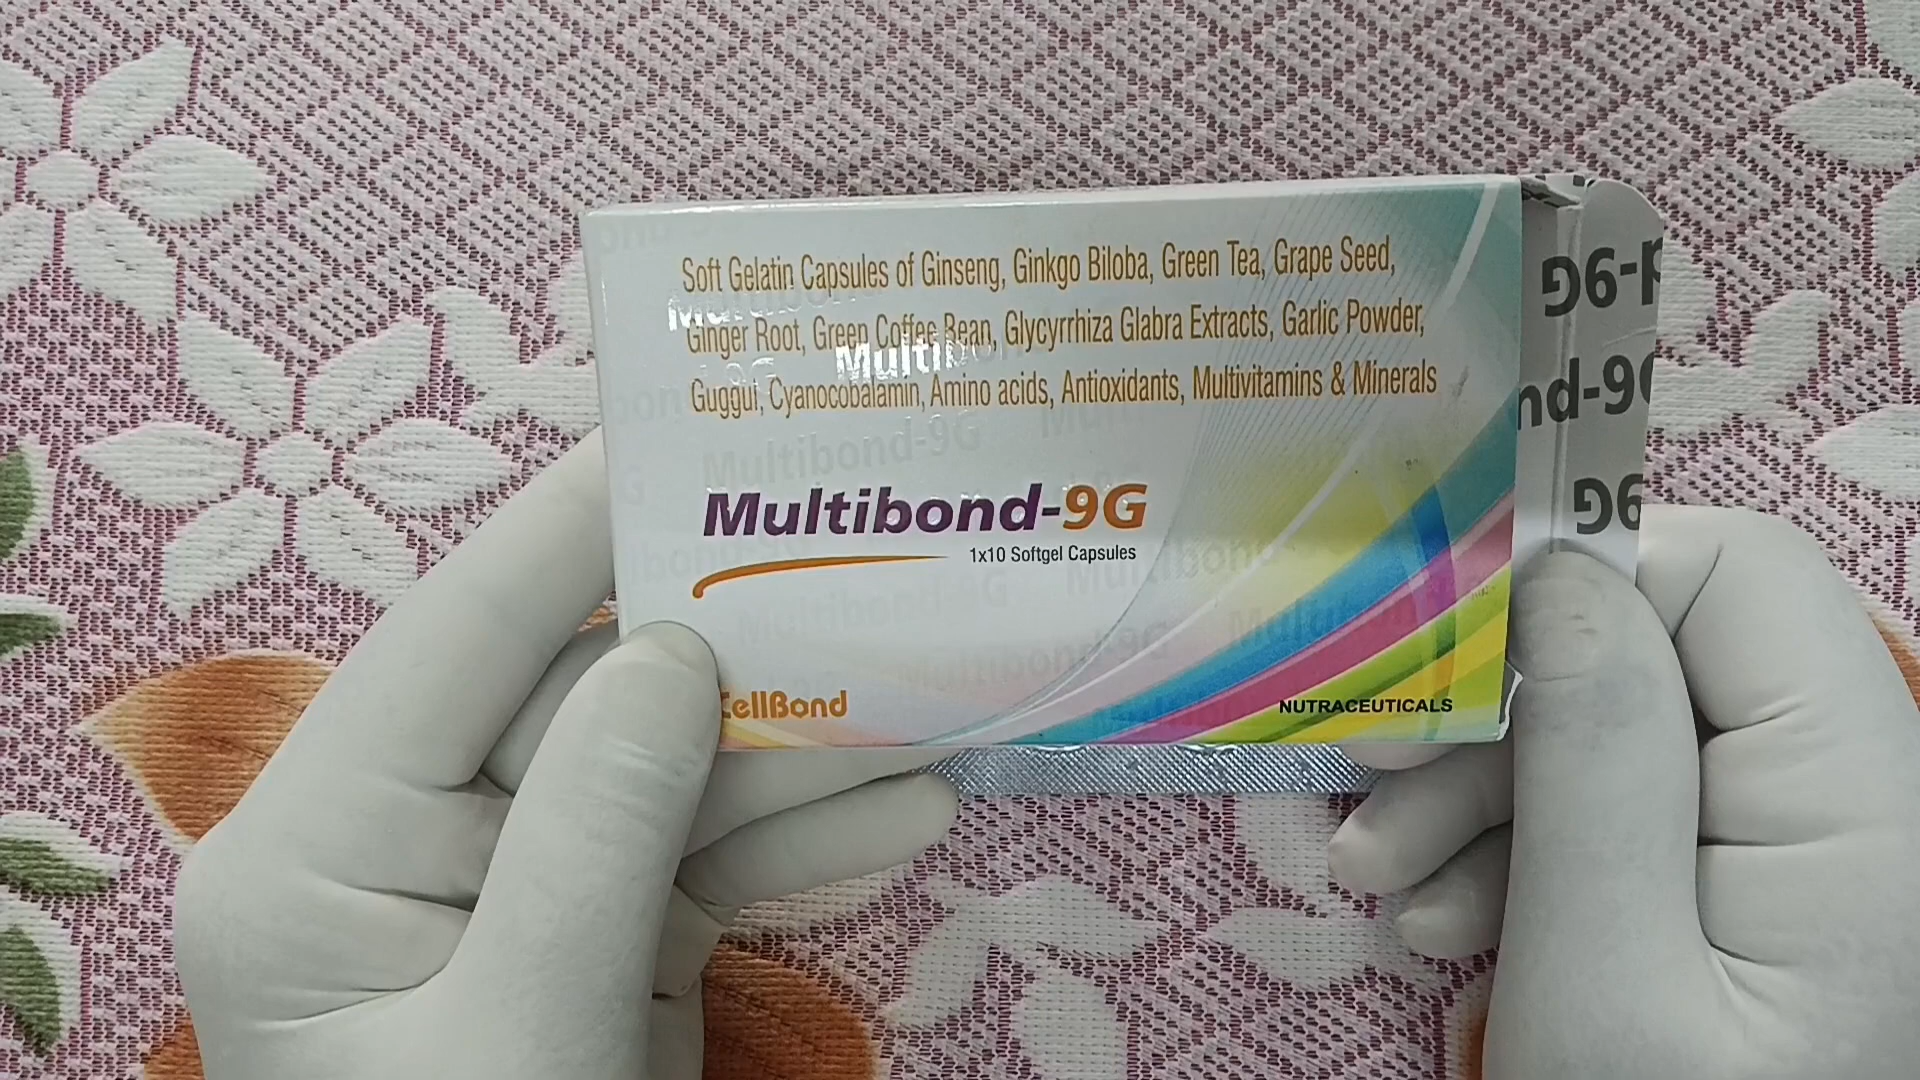 Soft Gelatin Capsules of Ginseng, Ginkgo Biloba, Green Tea, Grape Seed,
Ginger Root, Green Coffee Bean, Glycyrrhiza Glabra Extracts, Garlic Powder,
Guggul, Cyanocobalamin, Amino acids, Antioxidants, Multivitamins & Minerals
Multibond-9G
1x10 Softgel Capsules
CellBond
NUTRACEUTICALS
d-9G
nd-9G
9G